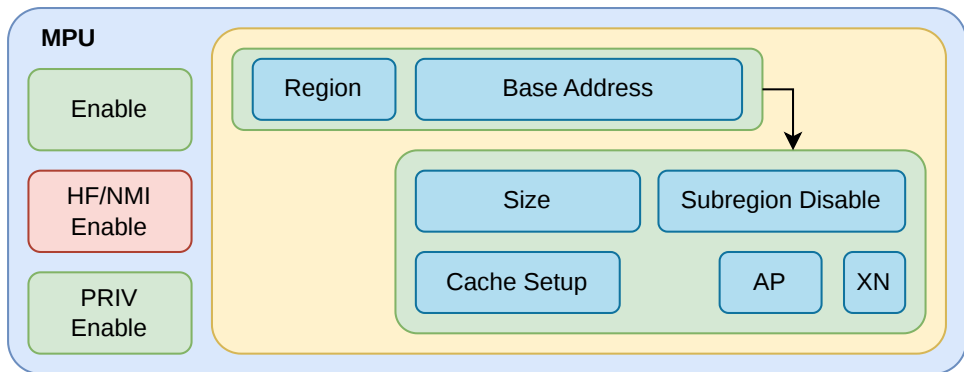 MPU
Enable
HF/NMI
Enable
PRIV
Enable
Region
Base Address
Size
Subregion Disable
Cache Setup
AP
XN